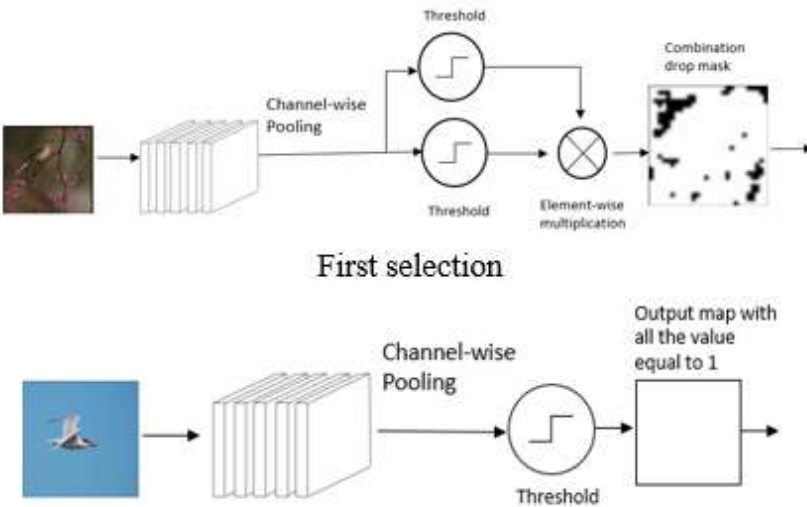 Threshold
Combination
drop mask
Channel-wise
Pooling
Threshold
Element-wise
multiplication
First selection
Output map with
all the value
equal to 1
Channel-wise
Pooling
Threshold